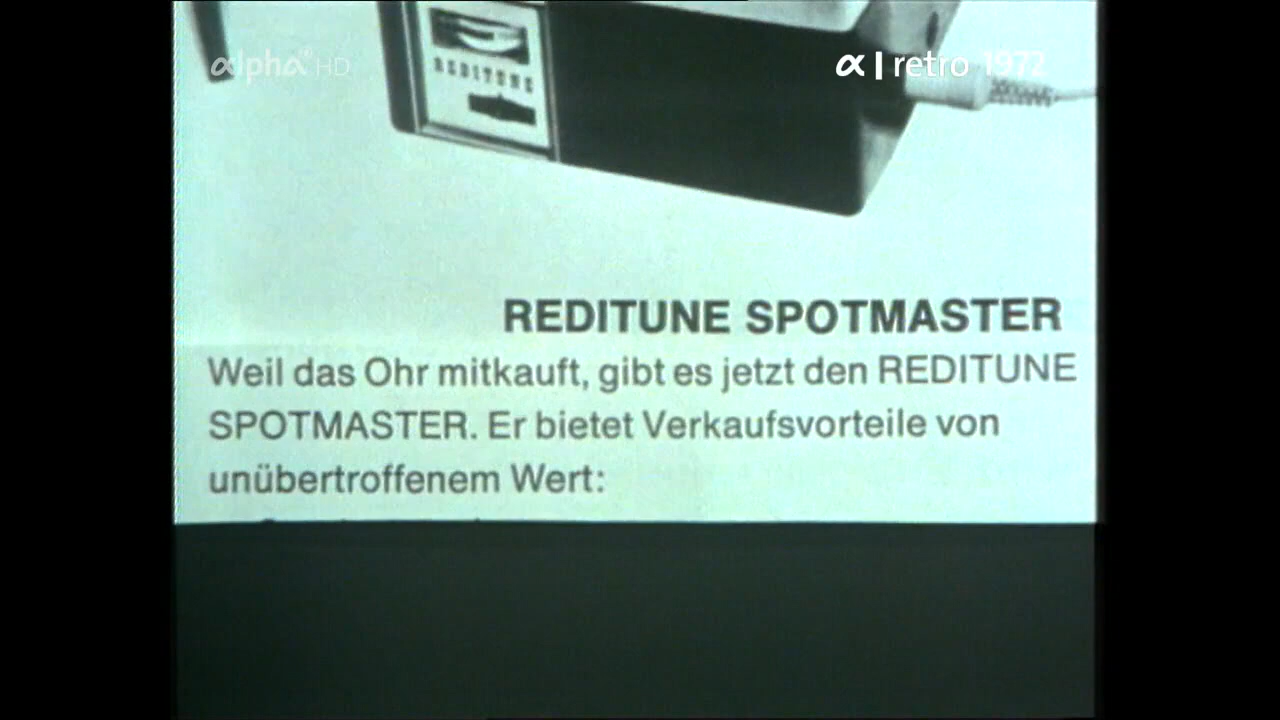 αlpha® HD
α | retro 1972
REDITUNE
REDITUNE SPOTMASTER
Weil das Ohr mitkauft, gibt es jetzt den REDITUNE
SPOTMASTER. Er bietet Verkaufsvorteile von
unübertroffenem Wert: